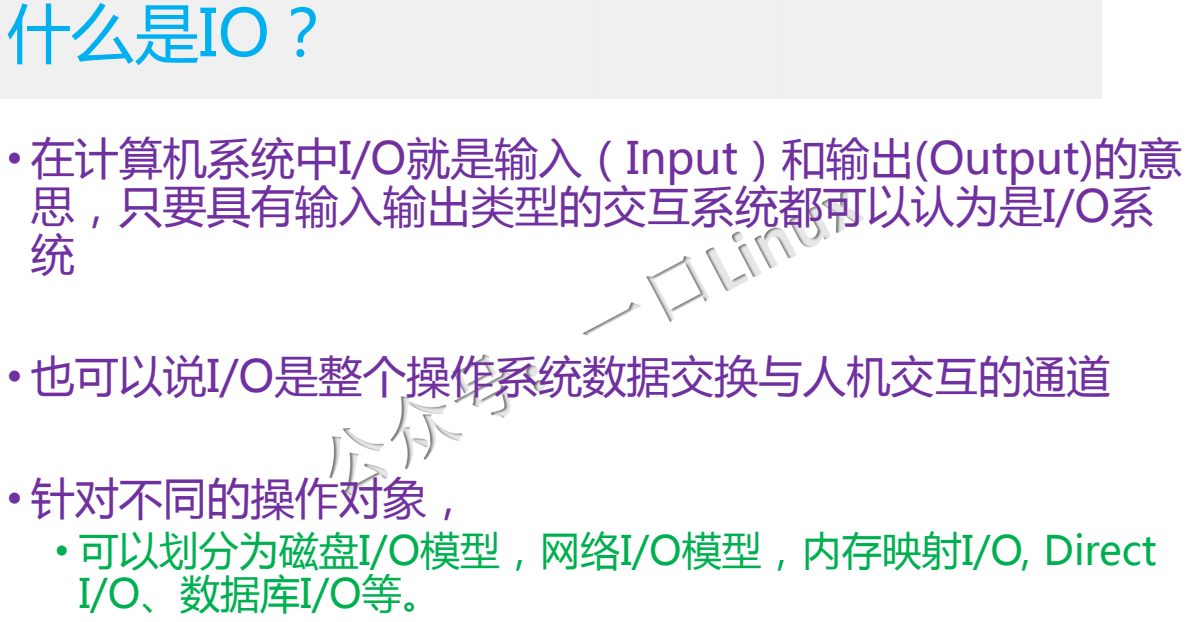 什么是IO？
•在计算机系统中I/O就是输入（Input）和输出(Output)的意
思，只要具有输入输出类型的交互系统都可以认为是I/O系
统
•也可以说I/O是整个操作系统数据交换与人机交互的通道
•针对不同的操作对象，
•可以划分为磁盘I/O模型，网络I/O模型，内存映射I/O, Direct
I/O、数据库I/O等。
公众号：一口Linux